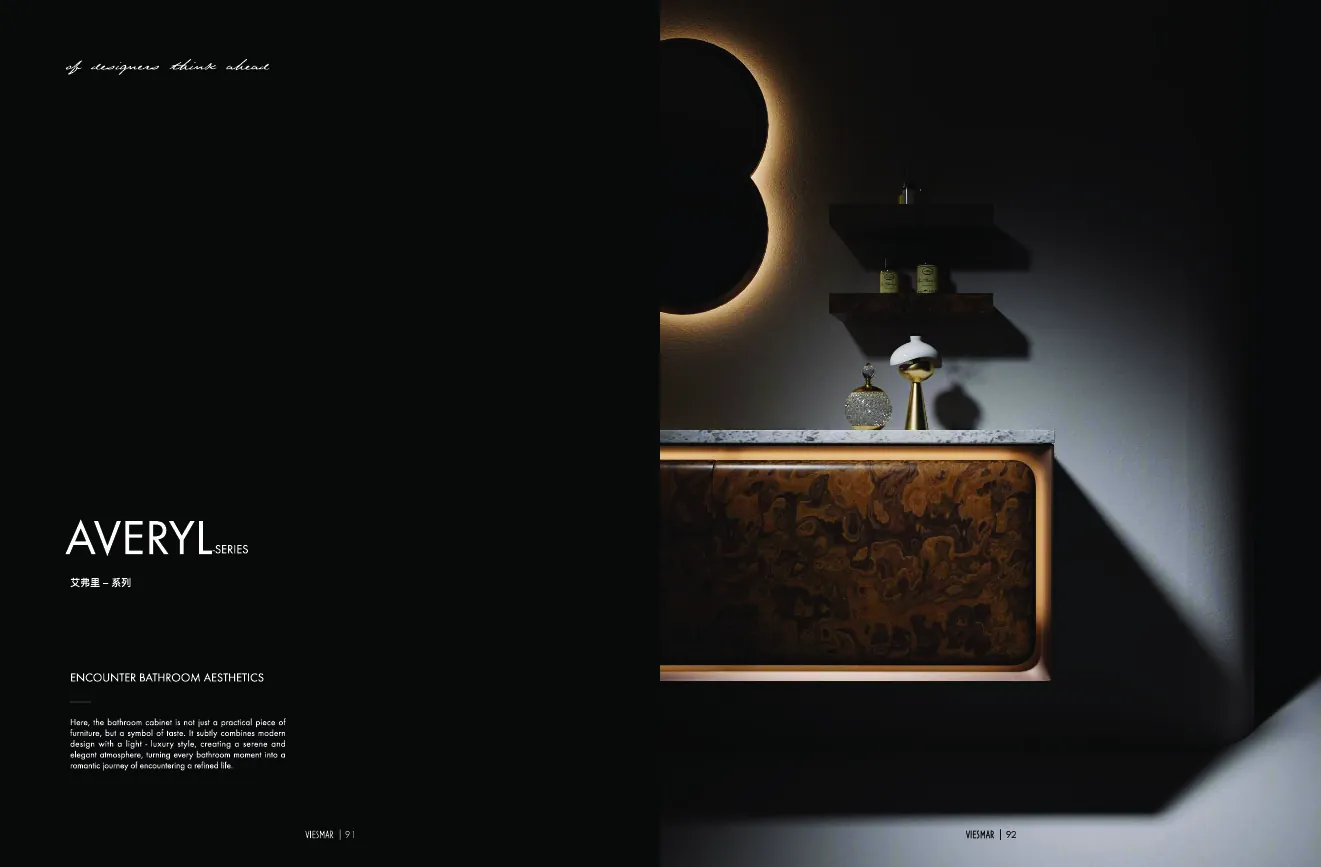 of designers think ahead
AVERYL-SERIES
艾弗里 – 系列
ENCOUNTER BATHROOM AESTHETICS
Here, the bathroom cabinet is not just a practical piece of
furniture, but a symbol of taste. It subtly combines modern
design with a light - luxury style, creating a serene and
elegant atmosphere, turning every bathroom moment into a
romantic journey of encountering a refined life.
VIESMAR | 91
VIESMAR | 92